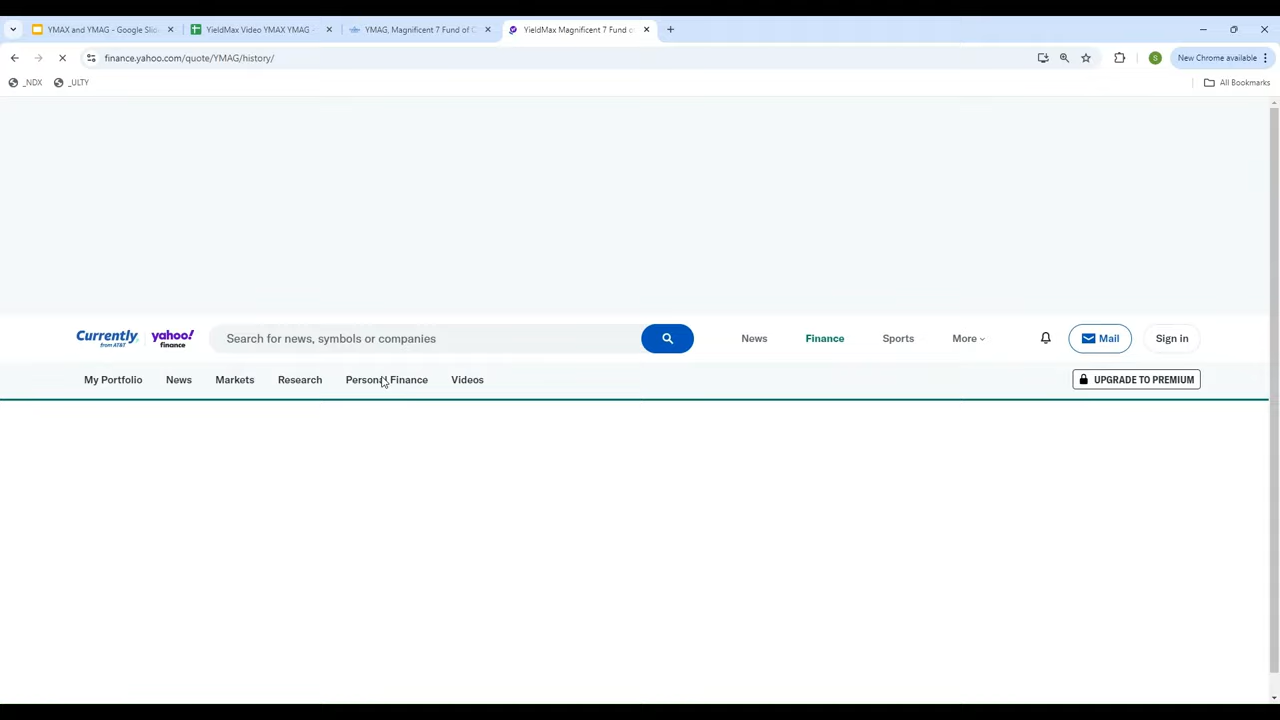 YMAX and YMAG - Google Slid
YieldMax Video YMAX YMAG -
YMAG, Magnificent 7 Fund of C
YieldMax Magnificent 7 Fund o
finance.yahoo.com/quote/YMAG/history/
S
New Chrome available
_NDX
_ULTY
All Bookmarks
Currently from AT&T
yahoo! finance
Search for news, symbols or companies
News
Finance
Sports
More
Mail
Sign in
My Portfolio
News
Markets
Research
Personal Finance
Videos
UPGRADE TO PREMIUM